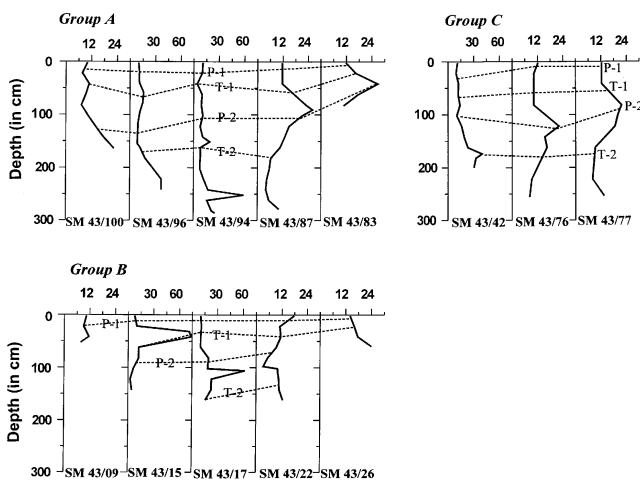 Group A
12 24 30 60 30 60 12 24 12 24
Depth (in cm)
0
100
200
300
P-1
T-1
P-2
T-2
SM 43/100 SM 43/96 SM 43/94 SM 43/87 SM 43/83
Group C
30 60 12 24 12 24
0
100
200
300
P-1
T-1
P-2
T-2
SM 43/42 SM 43/76 SM 43/77
Group B
12 24 30 60 30 60 12 24 12 24
Depth (in cm)
0
100
200
300
P-1
T-1
P-2
T-2
SM 43/09 SM 43/15 SM 43/17 SM 43/22 SM 43/26